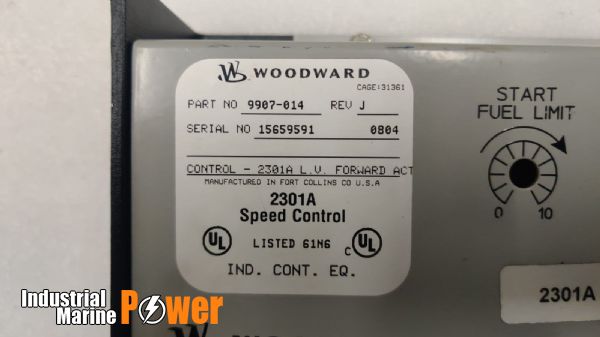 WOODWARD
CAGE:31361
PART NO 9907-014 REV J
SERIAL NO 15659591 0804
CONTROL - 2301A L.V. FORWARD ACT
MANUFACTURED IN FORT COLLINS CO U.S.A
2301A
Speed Control
UL LISTED 61N6 C UL
IND. CONT. EQ.
START
FUEL LIMIT
0 10
2301A
Industrial
Marine Power